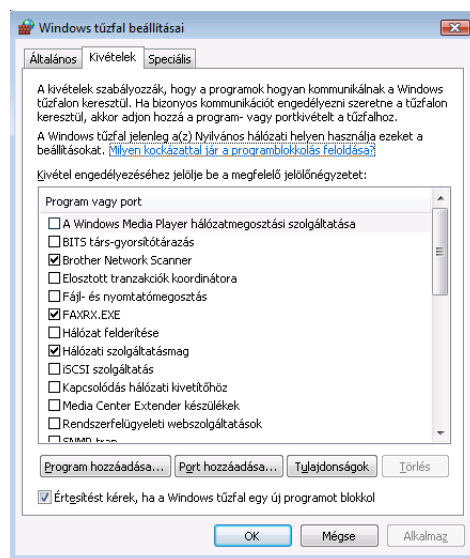 Windows tűzfal beállításai
Általános Kivételek Speciális
A kivételek szabályozzák, hogy a programok hogyan kommunikálnak a Windows
tűzfalon keresztül. Ha bizonyos kommunikációt engedélyezni szeretne a tűzfalon
keresztül, akkor adjon hozzá a program- vagy portkivételt a tűzfalhoz.
A Windows tűzfal jelenleg a(z) Nyilvános hálózati helyen használja ezeket a
beállításokat. Milyen kockázattal jár a programblokkolás feloldása?
Kivétel engedélyezéséhez jelölje be a megfelelő jelölőnégyzetet:
Program vagy port
A Windows Media Player hálózatmegosztási szolgáltatása
BITS társ-gyorsítótárazás
Brother Network Scanner
Elosztott tranzakciók koordinátora
Fájl- és nyomtatómegosztás
FAXRX.EXE
Hálózat felderítése
Hálózati szolgáltatásmag
iSCSI szolgáltatás
Kapcsolódás hálózati kivetítőhöz
Media Center Extender készülékek
Rendszerfelügyeleti webszolgáltatások
SNMP trap
Program hozzáadása... Port hozzáadása... Tulajdonságok Törlés
Értesítést kérek, ha a Windows tűzfal egy új programot blokkol
OK Mégse Alkalmaz